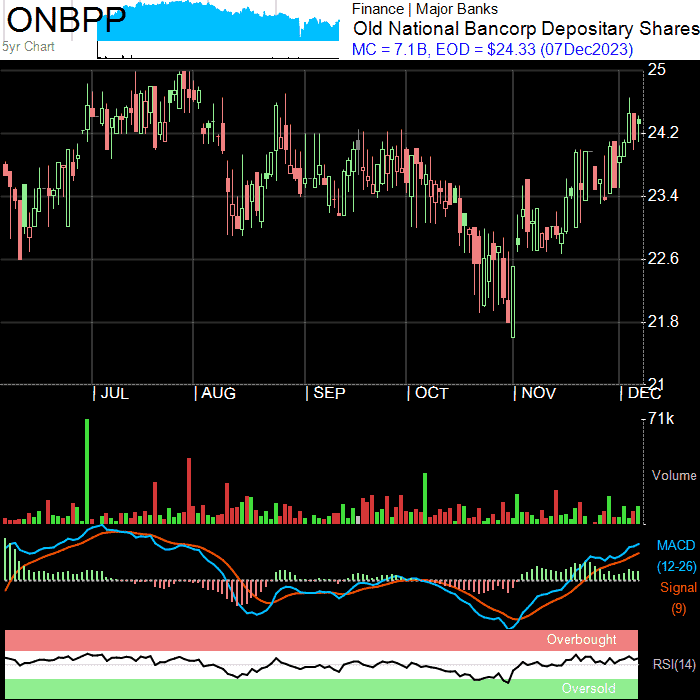 ONBPP
5yr Chart
Finance | Major Banks
Old National Bancorp Depositary Shares
MC = 7.1B, EOD = $24.33 (07Dec2023)
25
24.2
23.4
22.6
21.8
21
JUL AUG SEP OCT NOV DEC
71k
Volume
MACD
(12-26)
Signal
(9)
Overbought
RSI(14)
Oversold